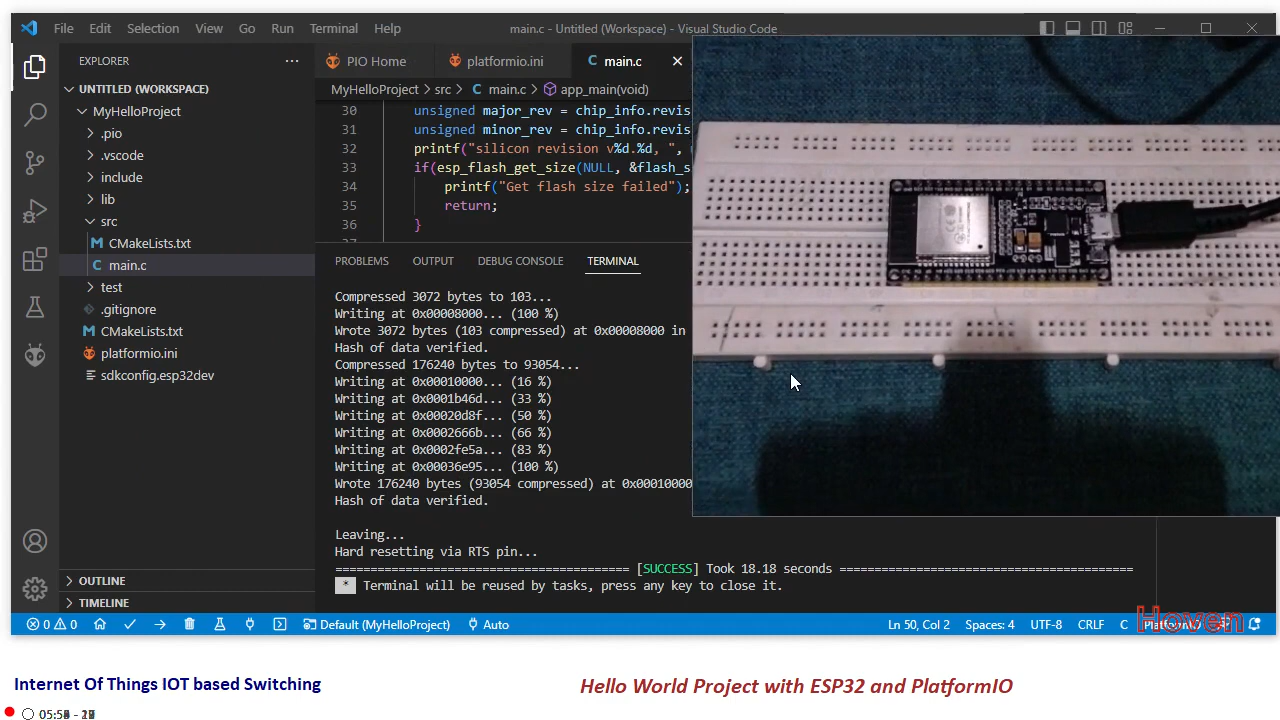 File Edit Selection View Go Run Terminal Help
main.c - Untitled (Workspace) - Visual Studio Code
EXPLORER
UNTITLED (WORKSPACE)
MyHelloProject
.pio
.vscode
include
lib
src
CMakeLists.txt
main.c
test
.gitignore
CMakeLists.txt
platformio.ini
sdkconfig.esp32dev
OUTLINE
TIMELINE
PIO Home platformio.ini main.c
MyHelloProject > src > main.c > app_main(void)
30 unsigned major_rev = chip_info.revis
31 unsigned minor_rev = chip_info.revis
32 printf("silicon revision v%d.%d, ",
33 if(esp_flash_get_size(NULL, &flash_s
34 printf("Get flash size failed");
35 return;
36 }
PROBLEMS OUTPUT DEBUG CONSOLE TERMINAL
Compressed 3072 bytes to 103...
Writing at 0x00008000... (100 %)
Wrote 3072 bytes (103 compressed) at 0x00008000 in
Hash of data verified.
Compressed 176240 bytes to 93054...
Writing at 0x00010000... (16 %)
Writing at 0x0001b46d... (33 %)
Writing at 0x00020d8f... (50 %)
Writing at 0x0002666b... (66 %)
Writing at 0x0002fe5a... (83 %)
Writing at 0x00036e95... (100 %)
Wrote 176240 bytes (93054 compressed) at 0x00010000
Hash of data verified.
Leaving...
Hard resetting via RTS pin...
========================================= [SUCCESS] Took 18.18 seconds =========================================
* Terminal will be reused by tasks, press any key to close it.
0 0 Default (MyHelloProject) Auto Ln 50, Col 2 Spaces: 4 UTF-8 CRLF C PlatformIO
Hoven
Internet Of Things IOT based Switching
Hello World Project with ESP32 and PlatformIO